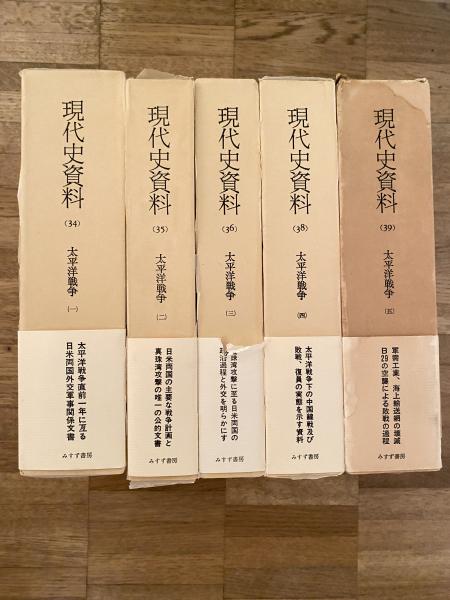 現代史資料
(34)
太平洋戦争
(一)
太平洋戦争直前一年に亙る
日米両国外交軍事関係文書
みすず書房
現代史資料
(35)
太平洋戦争
(二)
日米両国の主要な戦争計画と
真珠湾攻撃の唯一の公的文書
みすず書房
現代史資料
(36)
太平洋戦争
(三)
珠湾攻撃に至る日米両国の
政治過程と外交を明らかにす
みすず書房
現代史資料
(38)
太平洋戦争
(四)
太平洋戦争下の中国線戦及び
敗戦、復員の実態を示す資料
みすず書房
現代史資料
(39)
太平洋戦争
(五)
軍需工業、海上輸送網の壊滅
B29の空襲による敗戦の過程
みすず書房